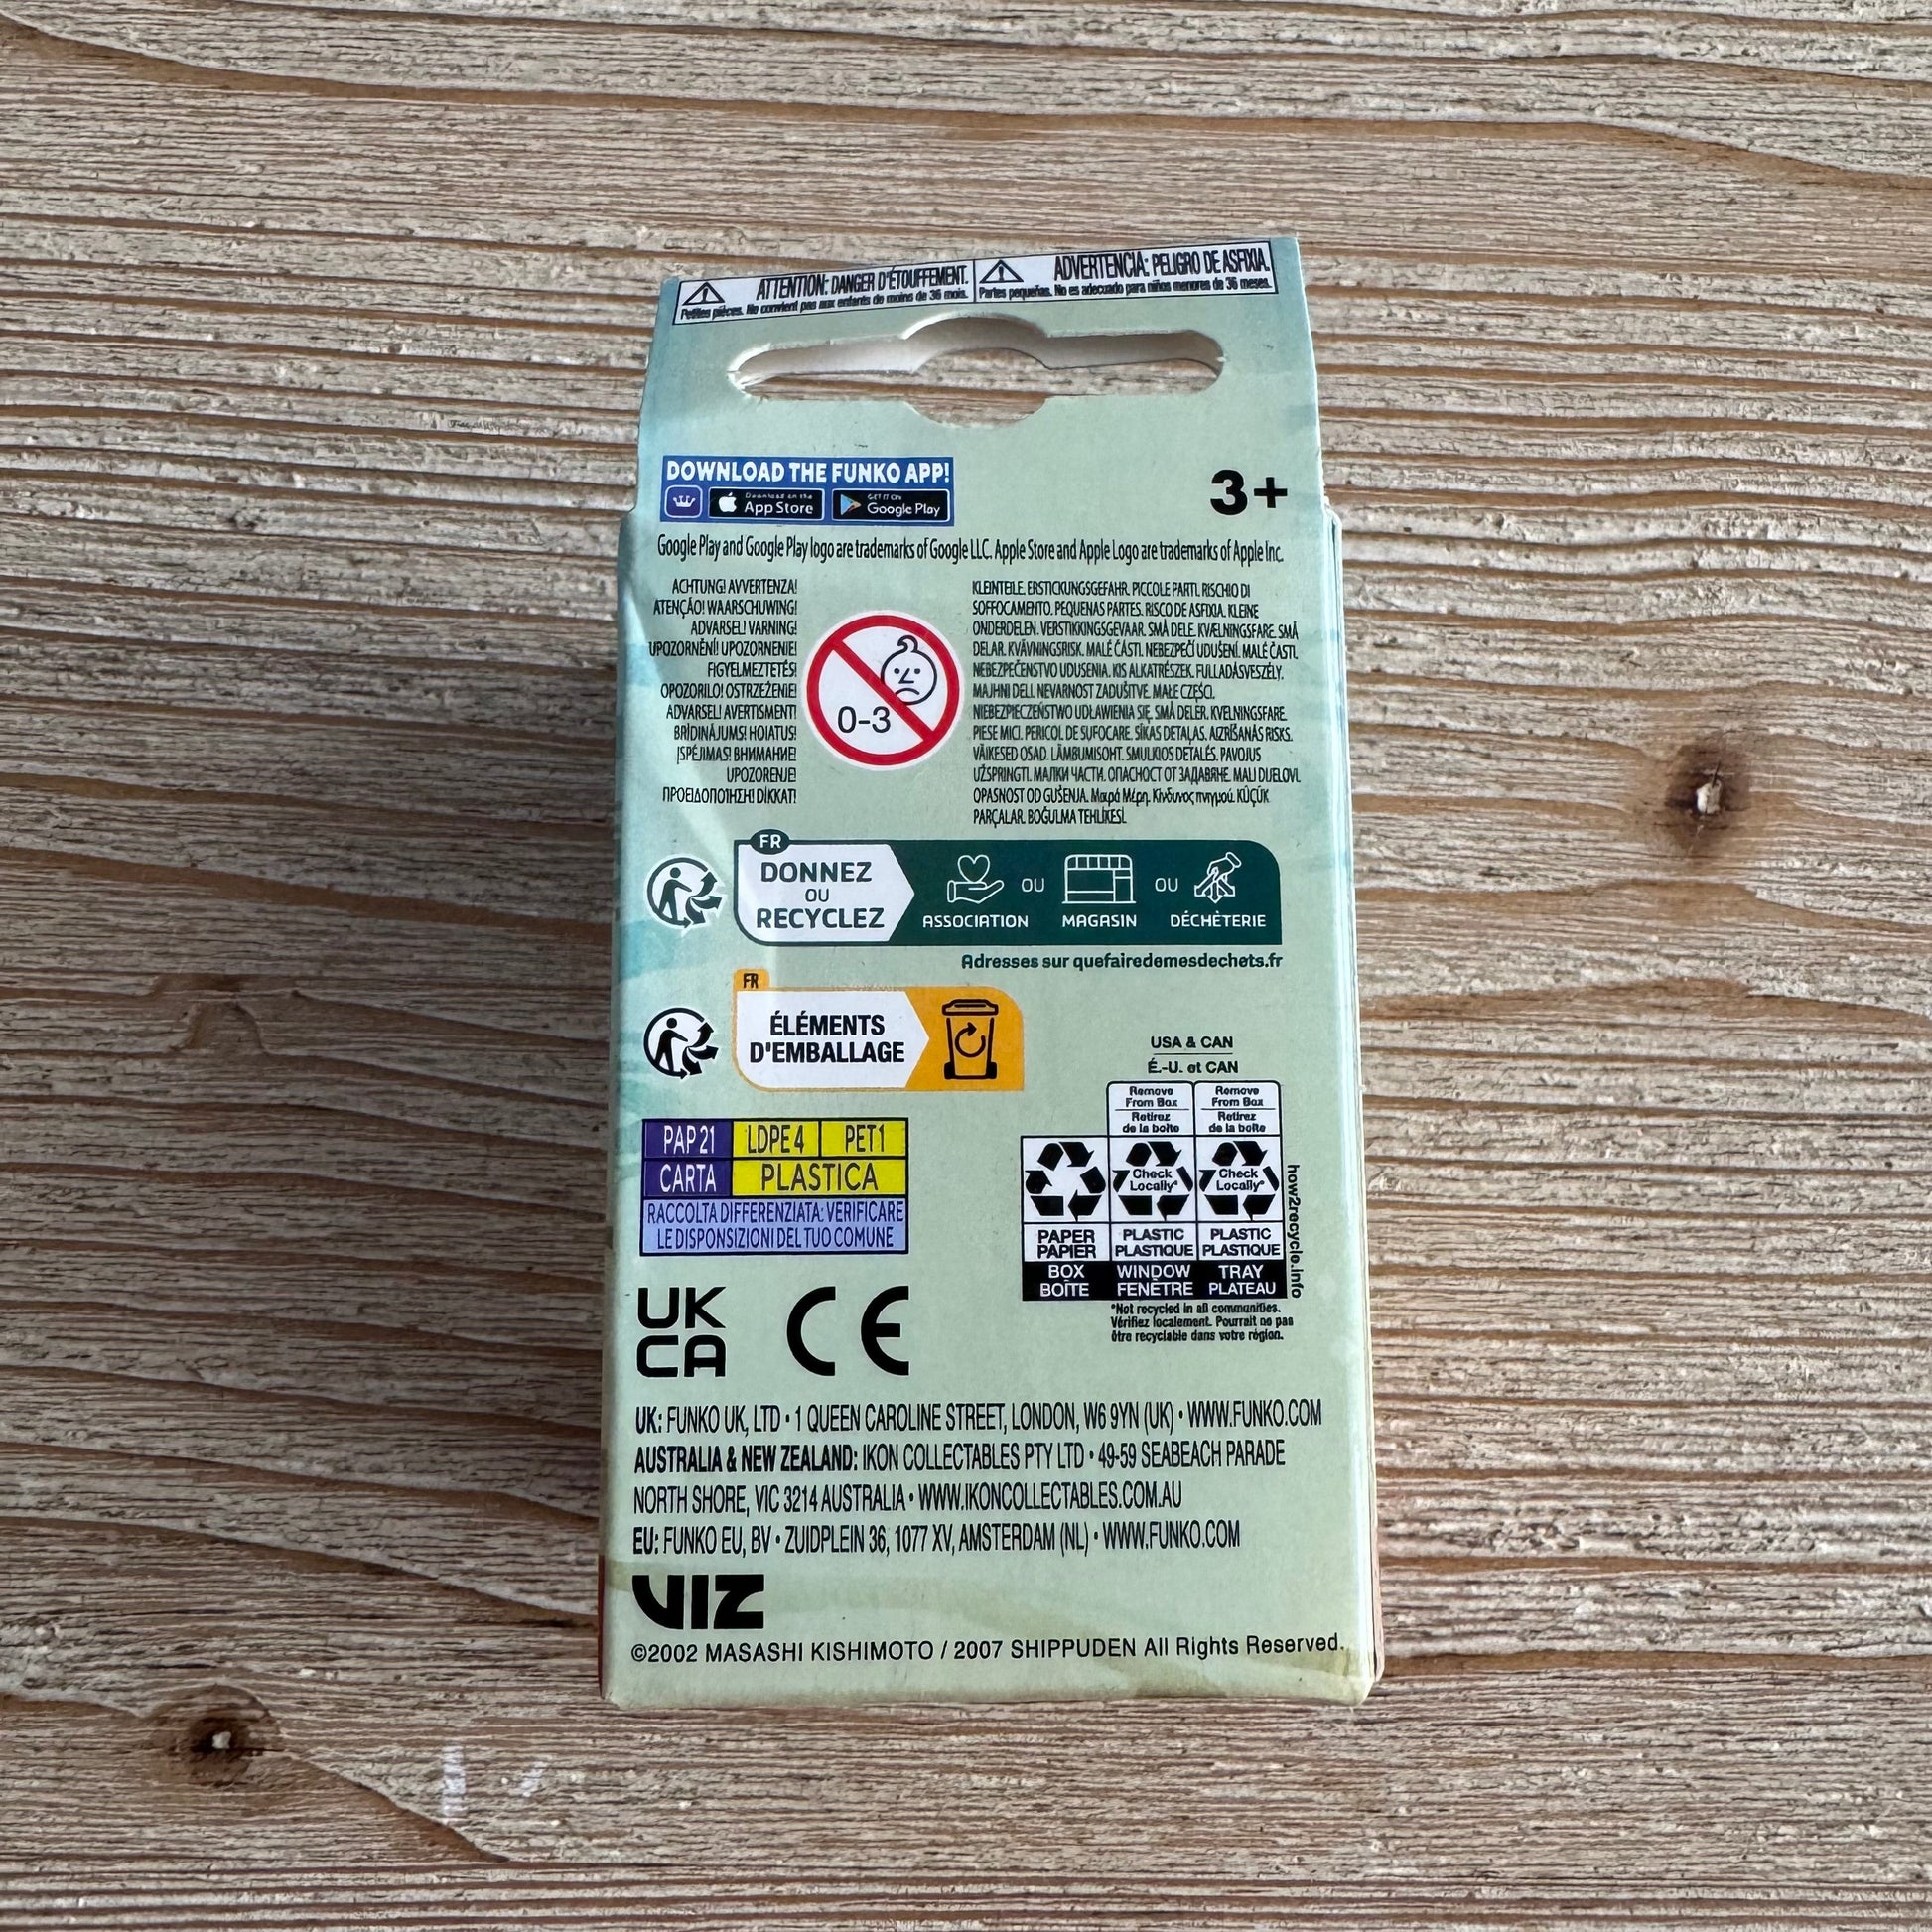 ATTENTION: DANGER D'ÉTOUFFEMENT.
Petites pièces. Ne convient pas aux enfants de moins de 36 mois.
ADVERTENCIA: PELIGRO DE ASFIXIA.
Partes pequeñas. No es adecuado para niños menores de 36 meses.
DOWNLOAD THE FUNKO APP!
Download on the
App Store
GET IT ON
Google Play
3+
Google Play and Google Play logo are trademarks of Google LLC. Apple Store and Apple Logo are trademarks of Apple Inc.
ACHTUNG! AVVERTENZA!
ATENÇÃO! WAARSCHUWING!
ADVARSEL! VARNING!
UPOZORNĚNÍ! UPOZORNENIE!
FIGYELMEZTETÉS!
OPOZORILO! OSTRZEŻENIE!
ADVARSEL! AVERTISMENT!
BRĪDINĀJUMS! HOIATUS!
ĮSPĖJIMAS! ВНИМАНИЕ!
UPOZORENJE!
ΠΡΟΕΙΔΟΠΟΊΗΣΗ! DİKKAT!
0-3
KLEINTEILE. ERSTICKUNGSGEFAHR. PICCOLE PARTI. RISCHIO DI
SOFFOCAMENTO. PEQUENAS PARTES. RISCO DE ASFIXIA. KLEINE
ONDERDELEN. VERSTIKKINGSGEVAAR. SMÅ DELE. KVÆLNINGSFARE. SMÅ
DELAR. KVÄVNINGSRISK. MALÉ ČÁSTI. NEBEZPEČÍ UDUŠENÍ. MALÉ ČASTI.
NEBEZPEČENSTVO UDUSENIA. KIS ALKATRÉSZEK. FULLADÁSVESZÉLY.
MAJHNI DELI. NEVARNOST ZADUŠITVE. MAŁE CZĘŚCI.
NIEBEZPIECZEŃSTWO UDŁAWIENIA SIĘ. SMÅ DELER. KVELNINGSFARE.
PIESE MICI. PERICOL DE SUFOCARE. SĪKAS DETAĻAS. AIZRĪŠANĀS RISKS.
VÄIKESED OSAD. LÄMBUMISOHT. SMULKIOS DETALĖS. PAVOJUS
UŽSPRINGTI. МАЛКИ ЧАСТИ. ОПАСНОСТ ОТ ЗАДАВЯНЕ. MALI DIJELOVI.
OPASNOST OD GUŠENJA. Μικρά Μέρη. Κίνδυνος πνιγμού. KÜÇÜK
PARÇALAR. BOĞULMA TEHLİKESİ.
FR
DONNEZ
OU
RECYCLEZ
ASSOCIATION
OU
MAGASIN
OU
DÉCHÈTERIE
Adresses sur quefairedemesdechets.fr
FR
ÉLÉMENTS
D'EMBALLAGE
PAP 21
LDPE 4
PET 1
CARTA
PLASTICA
RACCOLTA DIFFERENZIATA: VERIFICARE
LE DISPONSIZIONI DEL TUO COMUNE
USA & CAN
É.-U. et CAN
Remove
From Box
Retirez
de la boîte
Remove
From Box
Retirez
de la boîte
Check
Locally*
Check
Locally*
PAPER
PAPIER
PLASTIC
PLASTIQUE
PLASTIC
PLASTIQUE
BOX
BOÎTE
WINDOW
FENÊTRE
TRAY
PLATEAU
how2recycle.info
*Not recycled in all communities.
Vérifiez localement. Pourrait ne pas
être recyclable dans votre région.
UK
CA
CE
UK: FUNKO UK, LTD • 1 QUEEN CAROLINE STREET, LONDON, W6 9YN (UK) • WWW.FUNKO.COM
AUSTRALIA & NEW ZEALAND: IKON COLLECTABLES PTY LTD • 49-59 SEABEACH PARADE
NORTH SHORE, VIC 3214 AUSTRALIA • WWW.IKONCOLLECTABLES.COM.AU
EU: FUNKO EU, BV • ZUIDPLEIN 36, 1077 XV, AMSTERDAM (NL) • WWW.FUNKO.COM
VIZ
©2002 MASASHI KISHIMOTO / 2007 SHIPPUDEN All Rights Reserved.